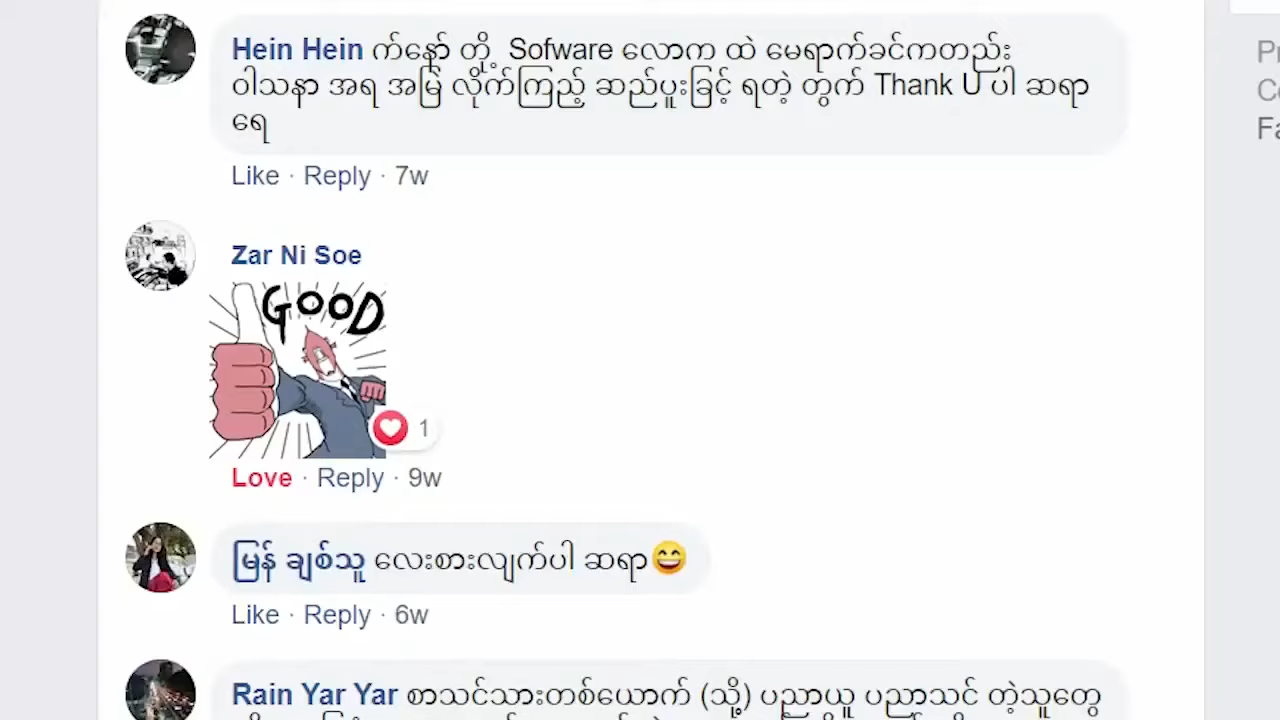 Hein Hein က်နော် တို့ Sofware လောက ထဲ မေရာက်ခင်ကတည်း
ဝါသနာ အရ အမြဲ လိုက်ကြည့် ဆည်ပူးခြင့် ရတဲ့ တွက် Thank U ပါ ဆရာ
ရေ
Like · Reply · 7w
Zar Ni Soe
GOOD
1
Love · Reply · 9w
မြန် ချစ်သူ လေးစားလျက်ပါ ဆရာ😄
Like · Reply · 6w
Rain Yar Yar စာသင်သားတစ်ယောက် (သို့) ပညာယူ ပညာသင် တဲ့သူတွေ